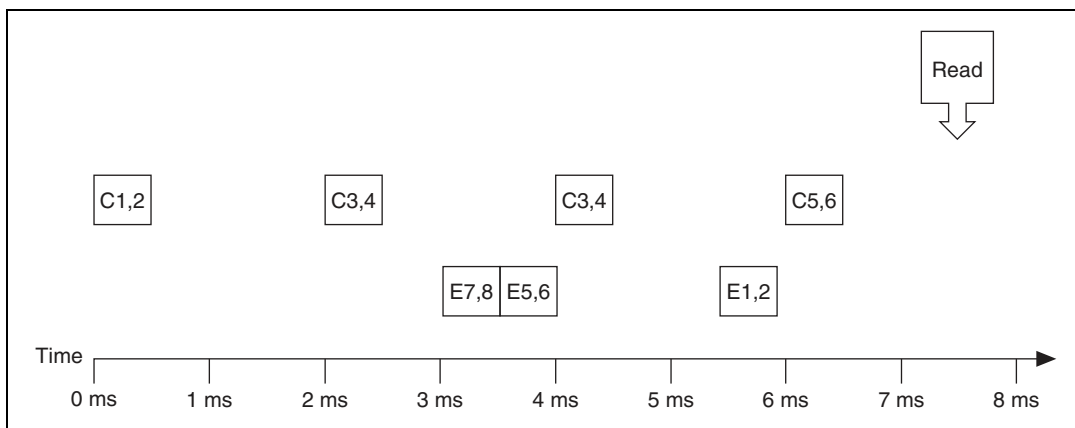 Read
C1,2 C3,4 C3,4 C5,6
E7,8 E5,6 E1,2
Time
0 ms 1 ms 2 ms 3 ms 4 ms 5 ms 6 ms 7 ms 8 ms